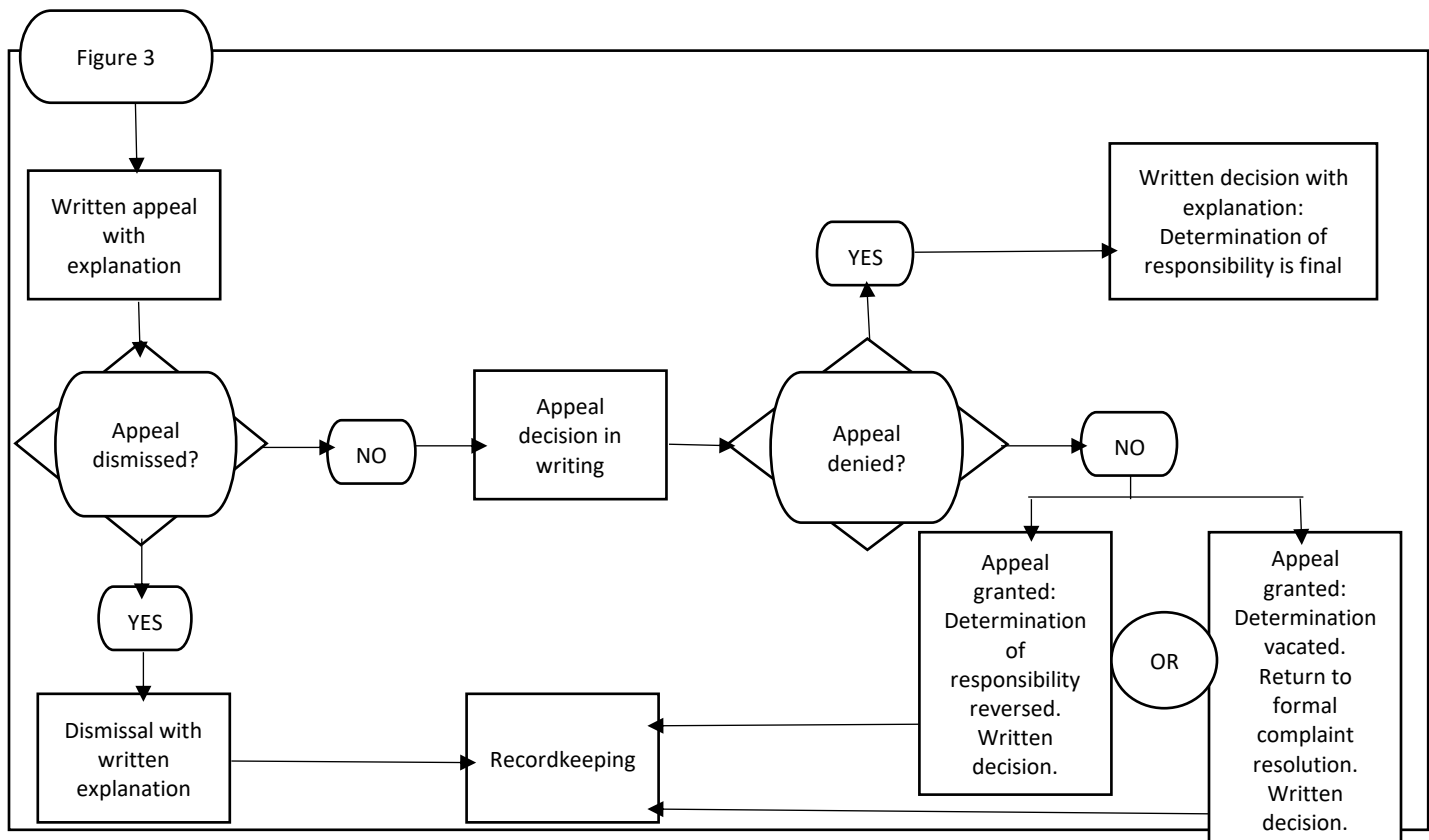 Figure 3
Written appeal
with
explanation
Appeal
dismissed?
NO
Appeal
decision in
writing
Appeal
denied?
YES
Written decision with
explanation:
Determination of
responsibility is final
NO
Appeal
granted:
Determination
of
responsibility
reversed.
Written
decision.
OR
Appeal
granted:
Determination
vacated.
Return to
formal
complaint
resolution.
Written
decision.
YES
Dismissal with
written
explanation
Recordkeeping